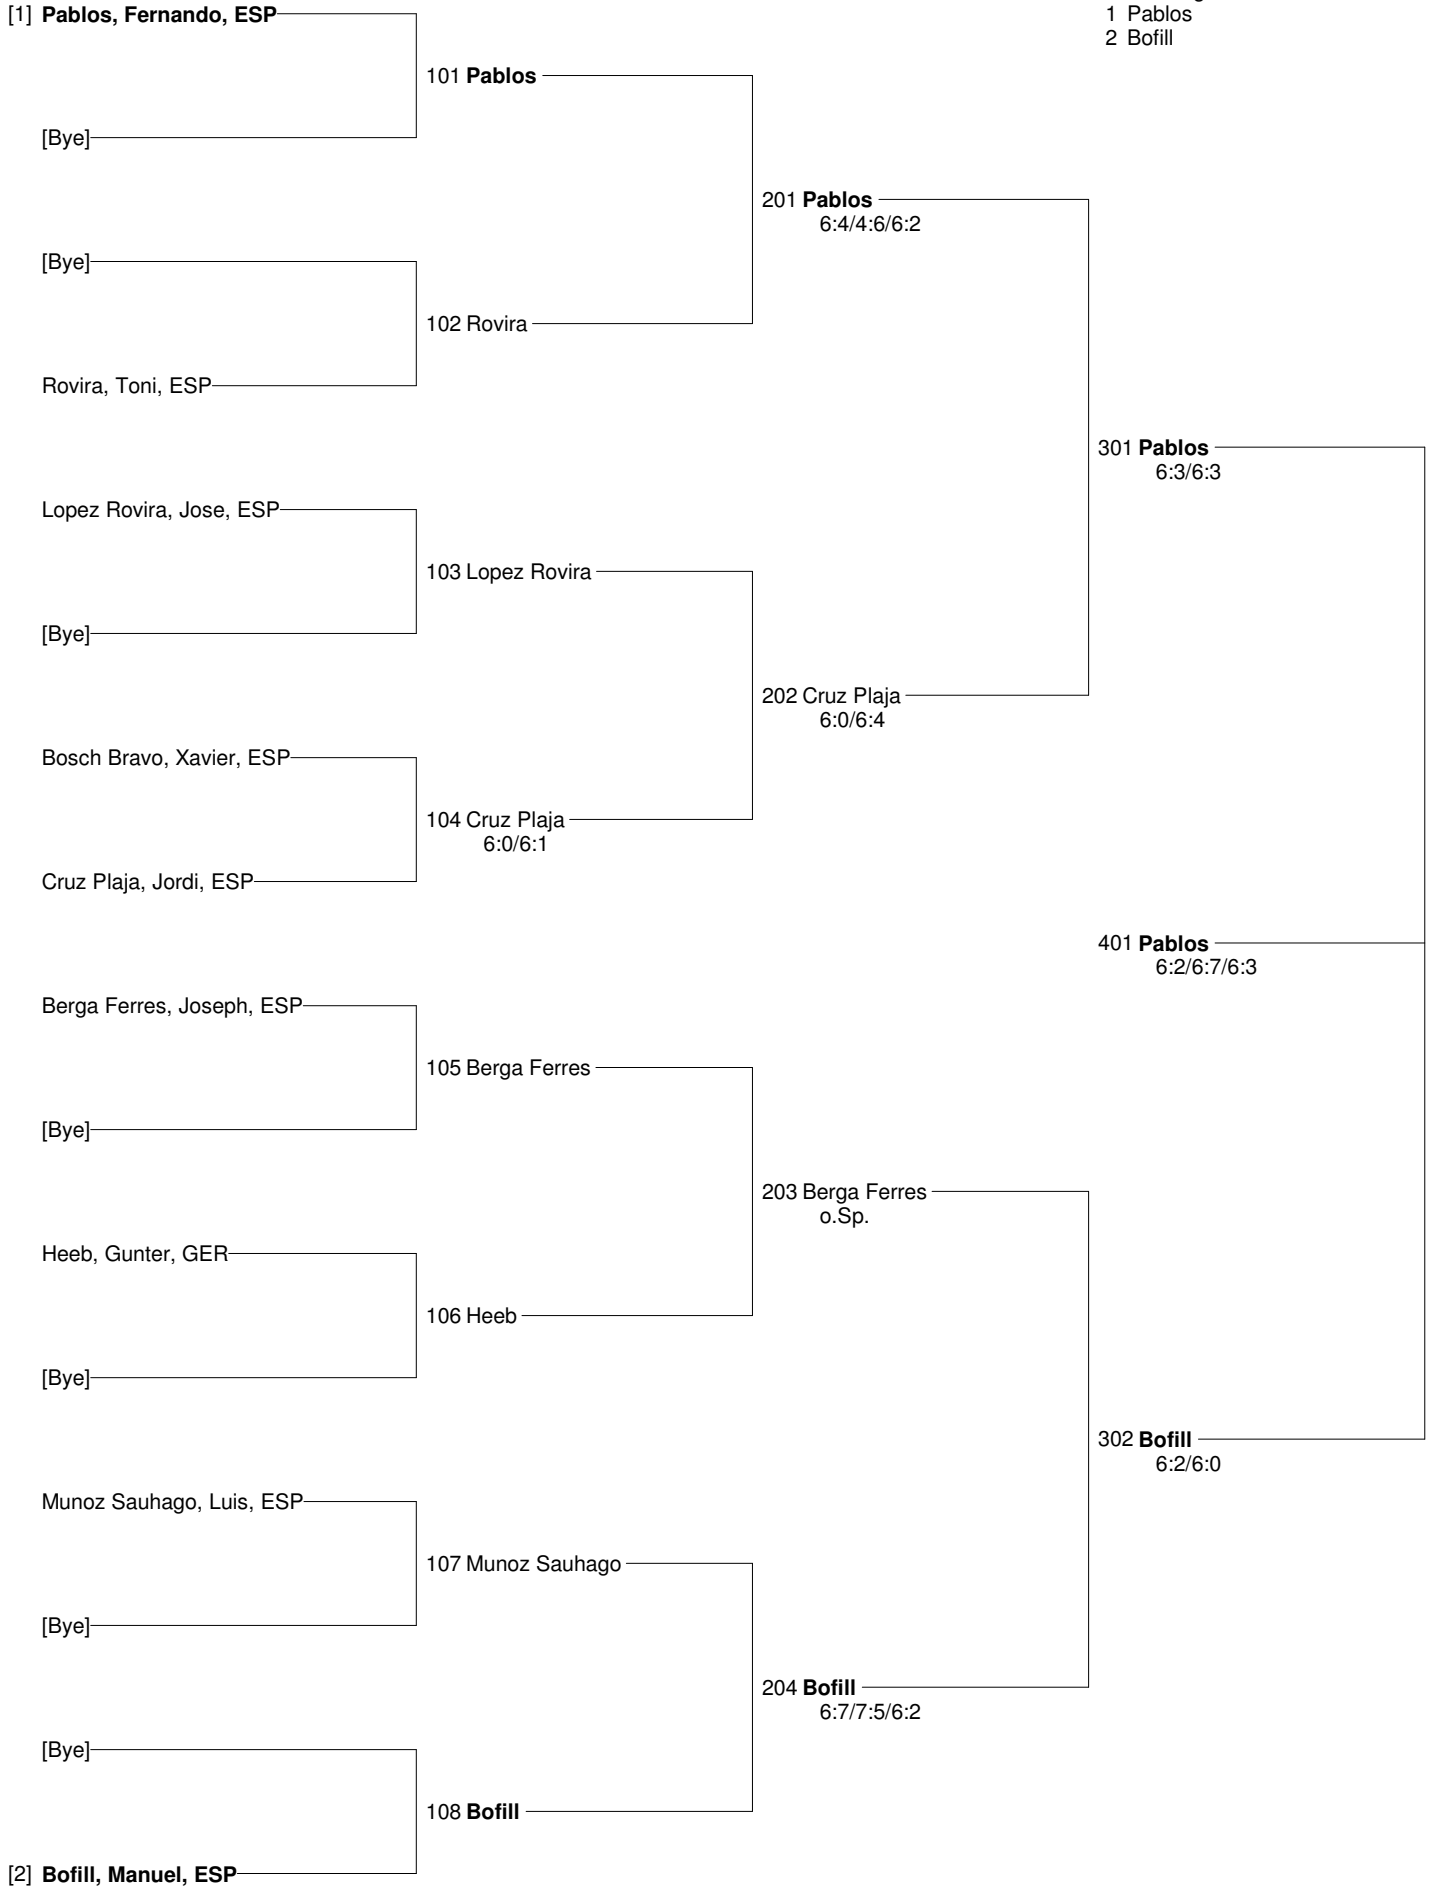 [1] Pablos, Fernando, ESP
1 Pablos
2 Bofill
101 Pablos
[Bye]
201 Pablos
6:4/4:6/6:2
[Bye]
102 Rovira
Rovira, Toni, ESP
301 Pablos
6:3/6:3
Lopez Rovira, Jose, ESP
103 Lopez Rovira
[Bye]
202 Cruz Plaja
6:0/6:4
Bosch Bravo, Xavier, ESP
104 Cruz Plaja
6:0/6:1
Cruz Plaja, Jordi, ESP
401 Pablos
6:2/6:7/6:3
Berga Ferres, Joseph, ESP
105 Berga Ferres
[Bye]
203 Berga Ferres
o.Sp.
Heeb, Gunter, GER
106 Heeb
[Bye]
302 Bofill
6:2/6:0
Munoz Sauhago, Luis, ESP
107 Munoz Sauhago
[Bye]
204 Bofill
6:7/7:5/6:2
[Bye]
108 Bofill
[2] Bofill, Manuel, ESP